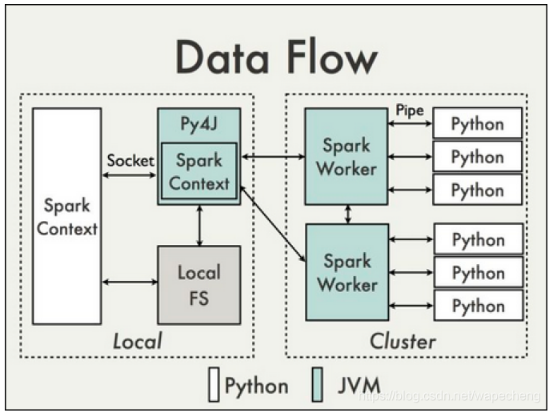 Data Flow
Py4J
Spark
Context
Socket
Spark
Context
Local
FS
Local
Spark
Worker
Pipe
Python
Python
Python
Spark
Worker
Python
Python
Python
Cluster
Python
JVM
https://blog.csdn.net/wapecheng